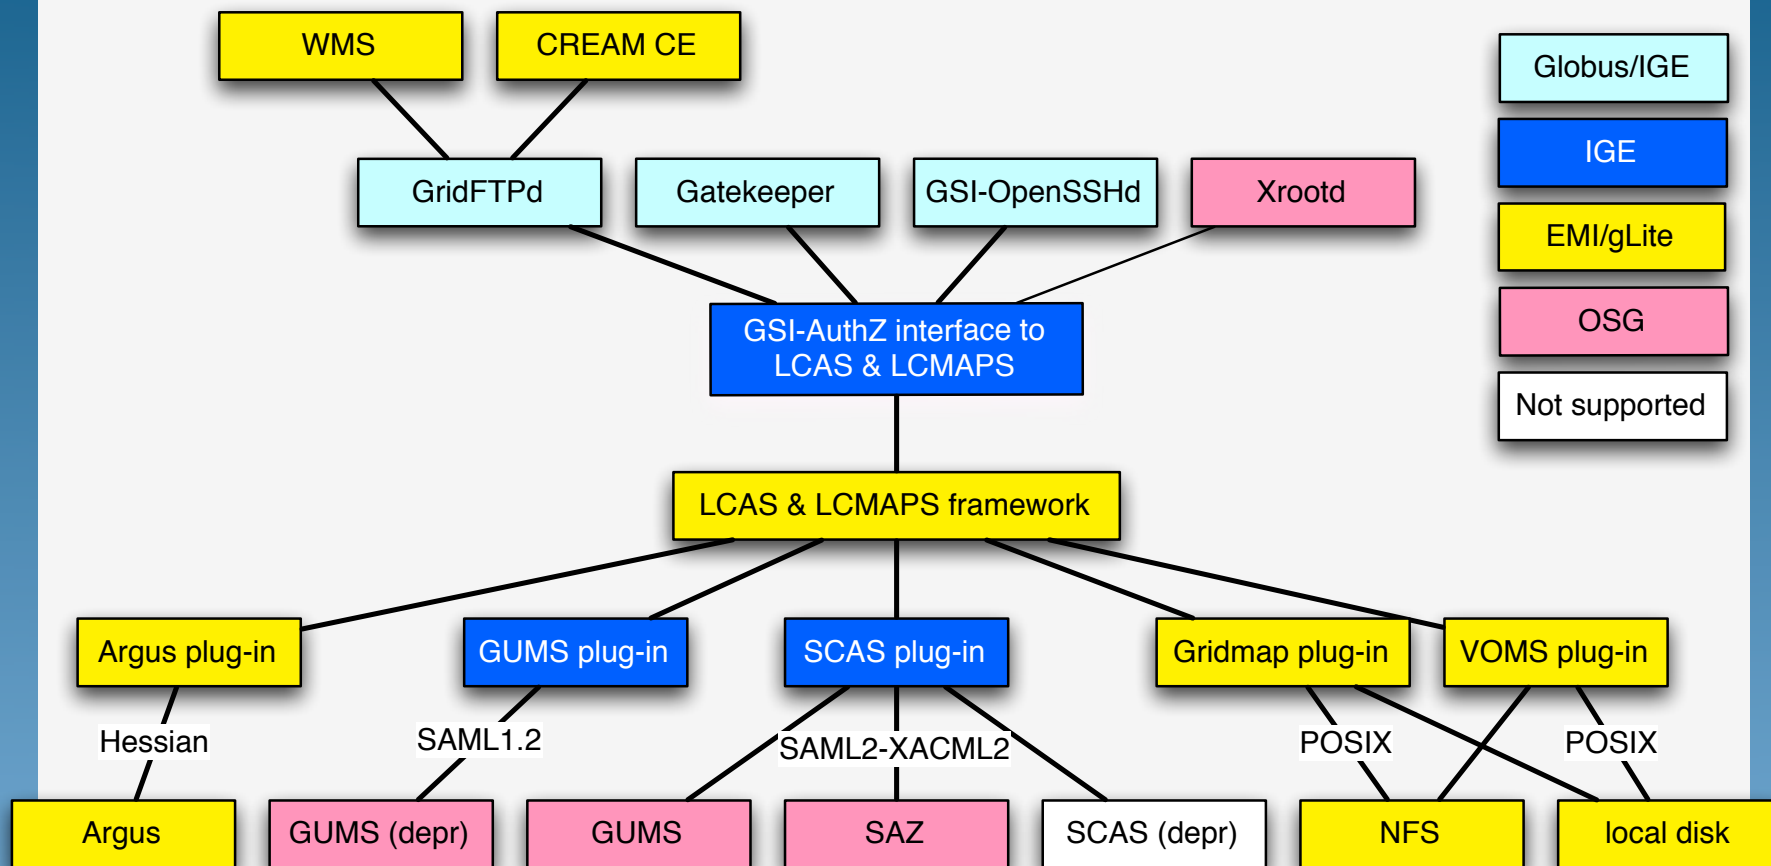 WMS
CREAM CE
Globus/IGE
IGE
GridFTPd
Gatekeeper
GSI-OpenSSHd
Xrootd
EMI/gLite
OSG
GSI-AuthZ interface to
LCAS & LCMAPS
Not supported
LCAS & LCMAPS framework
Argus plug-in
GUMS plug-in
SCAS plug-in
Gridmap plug-in
VOMS plug-in
Hessian
SAML1.2
SAML2-XACML2
POSIX
POSIX
Argus
GUMS (depr)
GUMS
SAZ
SCAS (depr)
NFS
local disk